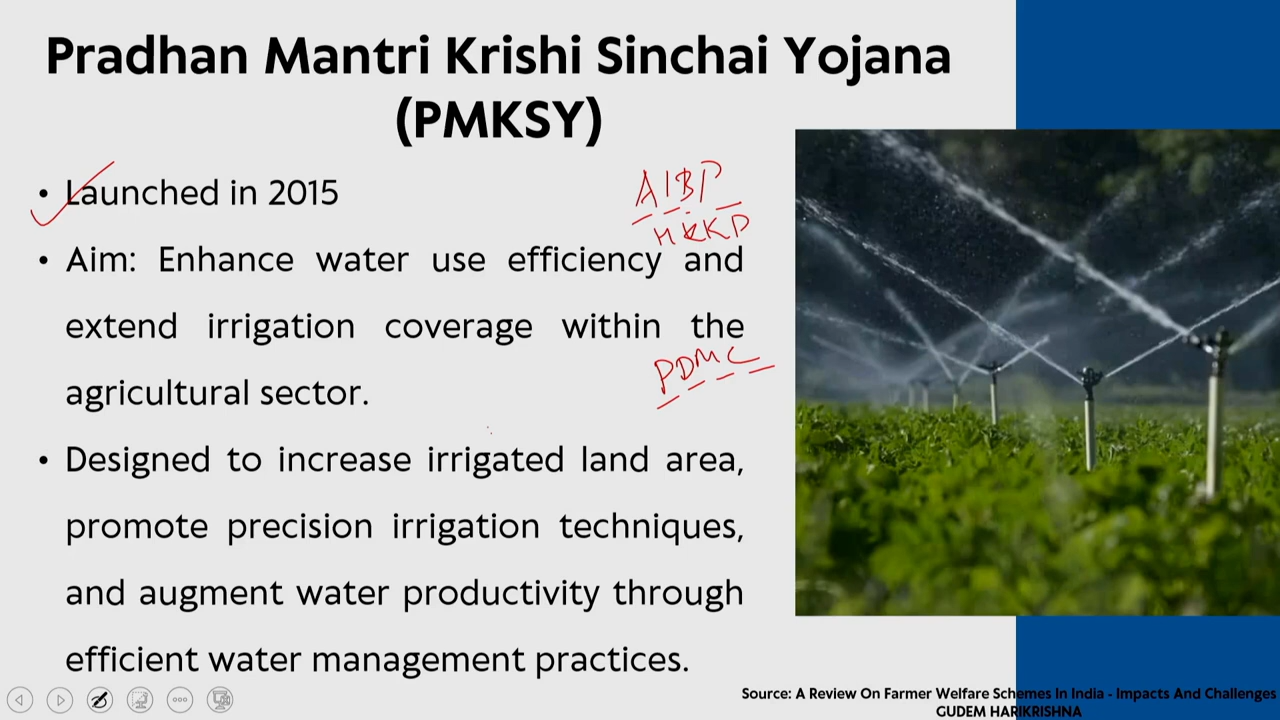 Pradhan Mantri Krishi Sinchai Yojana
(PMKSY)
• Launched in 2015
AIBP
HKKP
• Aim: Enhance water use efficiency and
extend irrigation coverage within the
PDMC
agricultural sector.
• Designed to increase irrigated land area,
promote precision irrigation techniques,
and augment water productivity through
efficient water management practices.
Source: A Review On Farmer Welfare Schemes In India - Impacts And Challenges
GUDEM HARIKRISHNA